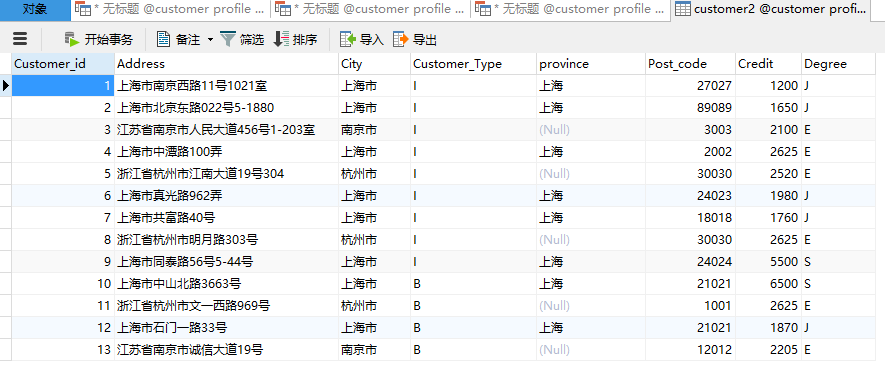 对象 * 无标题 @customer profile ... * 无标题 @customer profile ... * 无标题 @customer profile ... customer2 @customer profi...
开始事务 备注 筛选 排序 导入 导出
Customer_id Address City Customer_Type province Post_code Credit Degree
1 上海市南京西路11号1021室 上海市 I 上海 27027 1200 J
2 上海市北京东路022号5-1880 上海市 I 上海 89089 1650 J
3 江苏省南京市人民大道456号1-203室 南京市 I (Null) 3003 2100 E
4 上海市中潭路100弄 上海市 I 上海 2002 2625 E
5 浙江省杭州市江南大道19号304 杭州市 I (Null) 30030 2520 E
6 上海市真光路962弄 上海市 I 上海 24023 1980 J
7 上海市共富路40号 上海市 I 上海 18018 1760 J
8 浙江省杭州市明月路303号 杭州市 I (Null) 30030 2625 E
9 上海市同泰路56号5-44号 上海市 I 上海 24024 5500 S
10 上海市中山北路3663号 上海市 B 上海 21021 6500 S
11 浙江省杭州市文一西路969号 杭州市 B (Null) 1001 2625 E
12 上海市石门一路33号 上海市 B 上海 21021 1870 J
13 江苏省南京市诚信大道19号 南京市 B (Null) 12012 2205 E